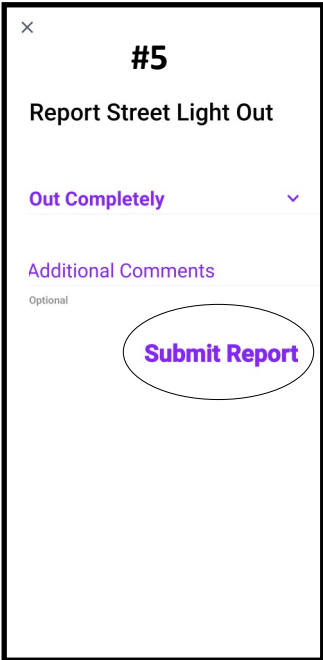 #5
Report Street Light Out
Out Completely
Additional Comments
Optional
Submit Report